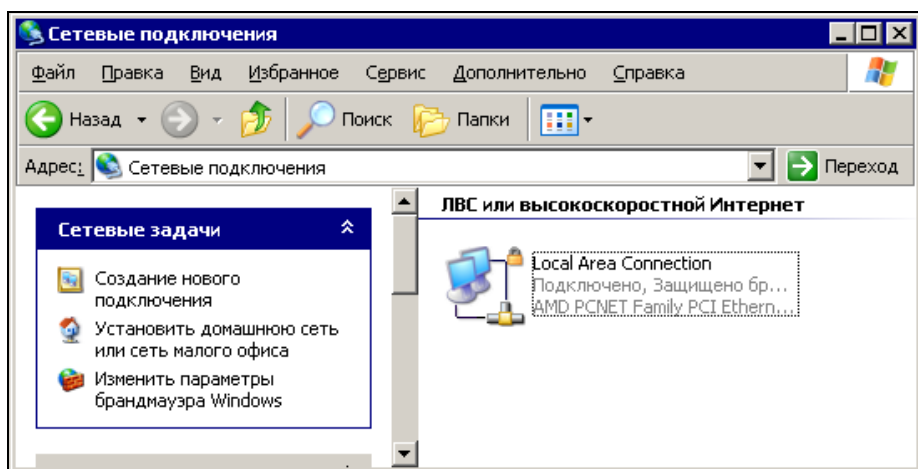 Сетевые подключения
Файл Правка Вид Избранное Сервис Дополнительно Справка
Назад Поиск Папки
Адрес: Сетевые подключения Переход
Сетевые задачи
Создание нового
подключения
Установить домашнюю сеть
или сеть малого офиса
Изменить параметры
брандмауэра Windows
ЛВС или высокоскоростной Интернет
Local Area Connection
Подключено, Защищено бр...
AMD PCNET Family PCI Ethern...